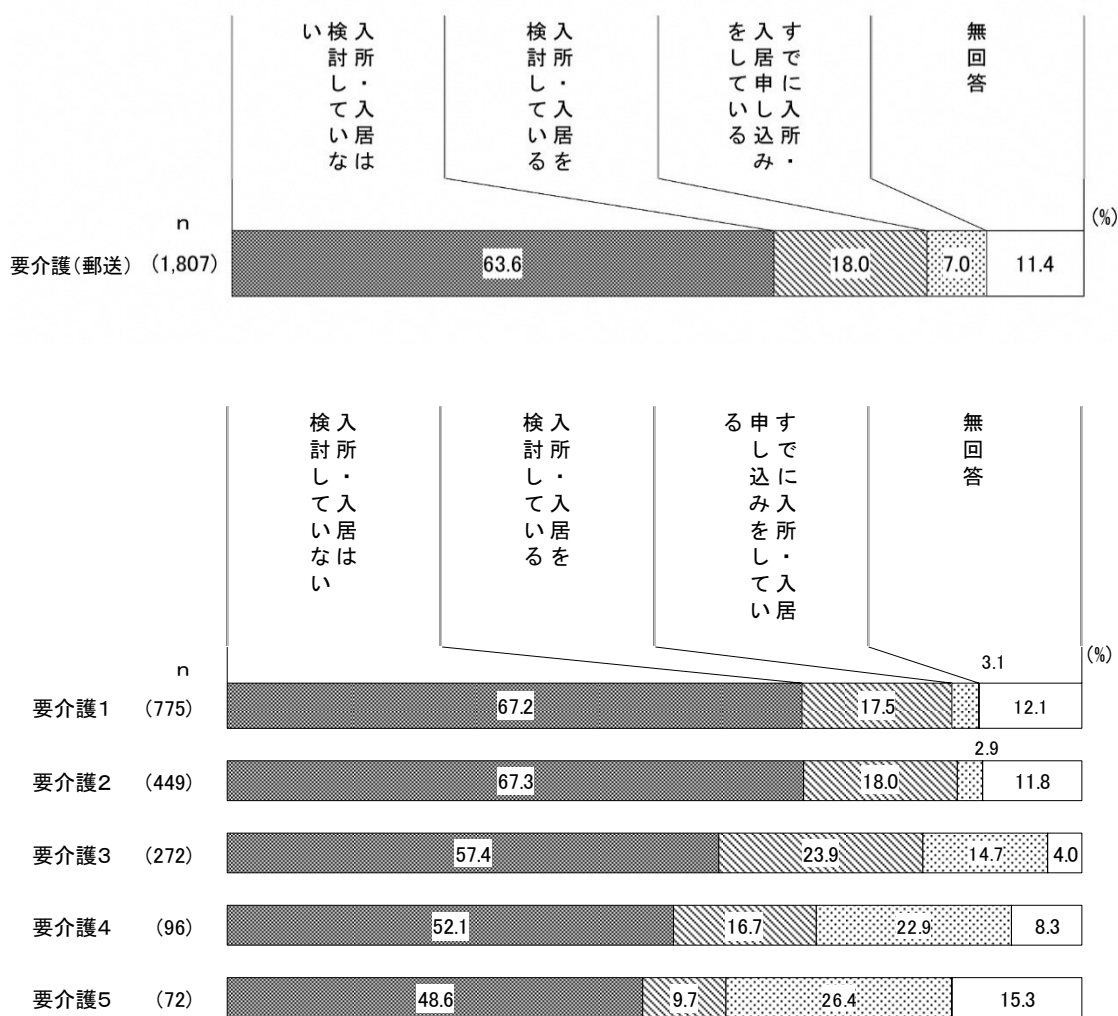 入所・入居は
検討していな
い
入所・入居を
検討している
すでに入所・
入居申し込み
をしている
無回答
(%)
n
要介護(郵送) (1,807) 63.6 18.0 7.0 11.4
入所・入居は
検討していない
入所・入居を
検討している
すでに入所・入居
申し込みをしてい
る
無回答
(%)
n
3.1
要介護1 (775) 67.2 17.5 12.1
2.9
要介護2 (449) 67.3 18.0 11.8
要介護3 (272) 57.4 23.9 14.7 4.0
要介護4 (96) 52.1 16.7 22.9 8.3
要介護5 (72) 48.6 9.7 26.4 15.3